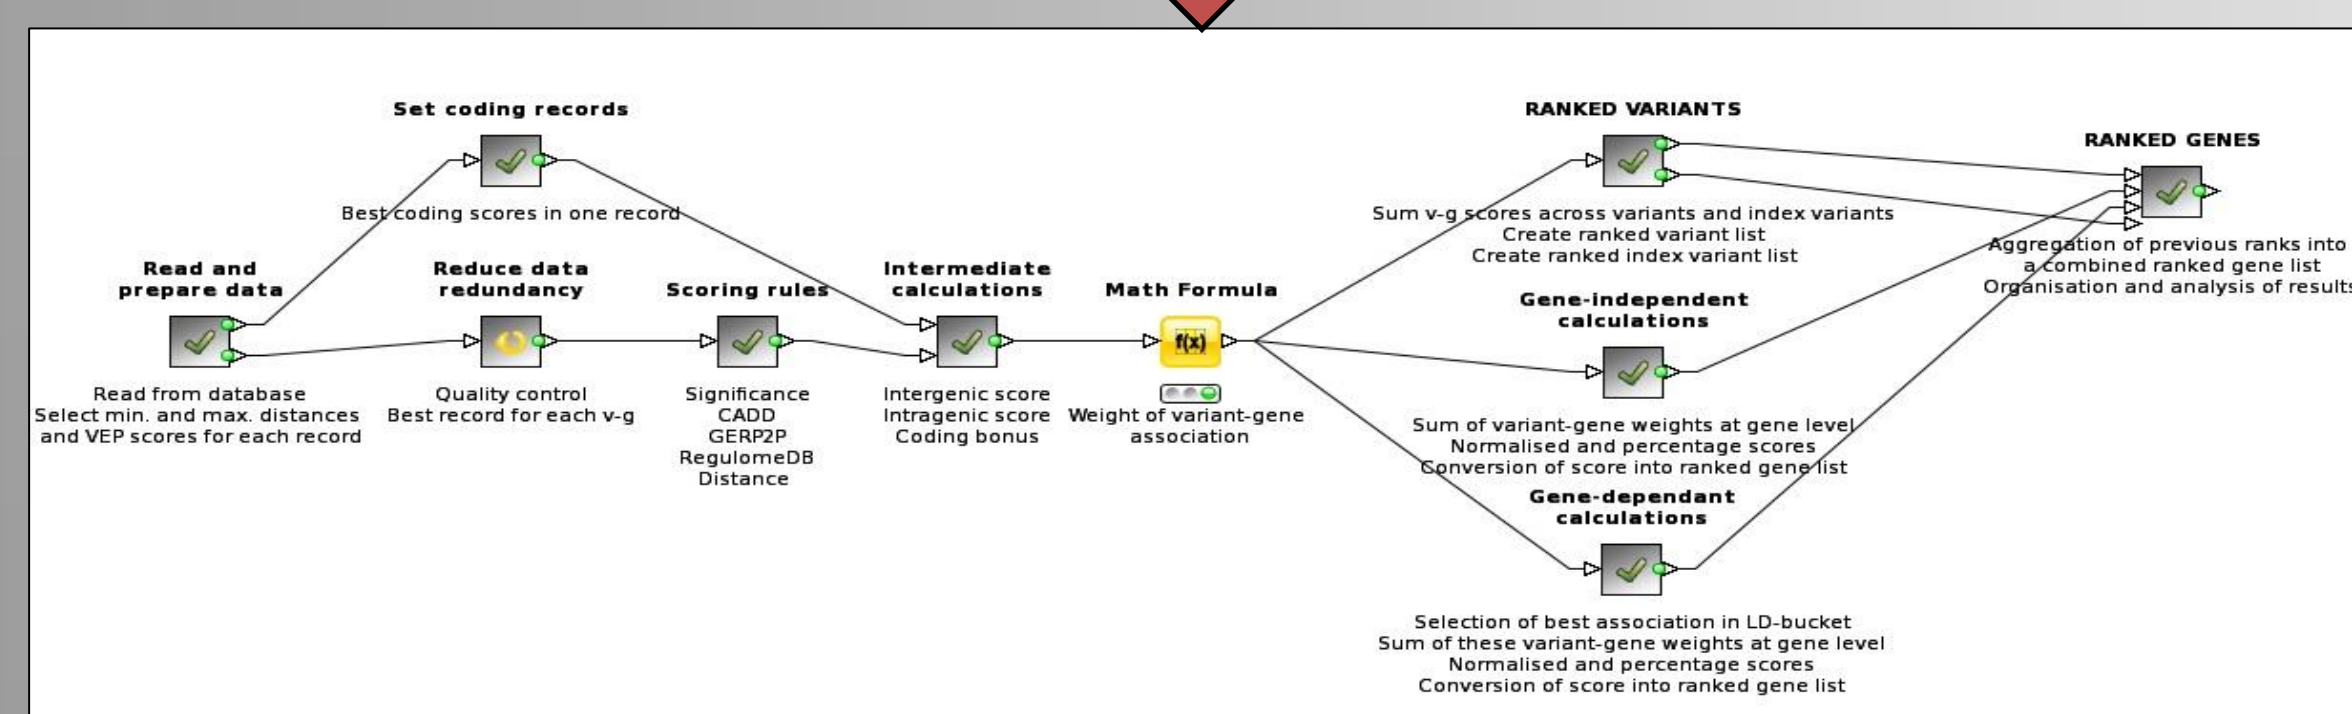 Set coding records
Best coding scores in one record
Read and
prepare data
Read from database
Select min. and max. distances
and VEP scores for each record
Reduce data
redundancy
Quality control
Best record for each v-g
Scoring rules
Significance
CADD
GERP2P
RegulomeDB
Distance
Intermediate
calculations
Intergenic score
Intragenic score
Coding bonus
Math Formula
f(x)
Weight of variant-gene
association
RANKED VARIANTS
Sum v-g scores across variants and index variants
Create ranked variant list
Create ranked index variant list
Gene-independent
calculations
Sum of variant-gene weights at gene level
Normalised and percentage scores
Conversion of score into ranked gene list
Gene-dependant
calculations
Selection of best association in LD-bucket
Sum of these variant-gene weights at gene level
Normalised and percentage scores
Conversion of score into ranked gene list
RANKED GENES
Aggregation of previous ranks into
a combined ranked gene list
Organisation and analysis of results